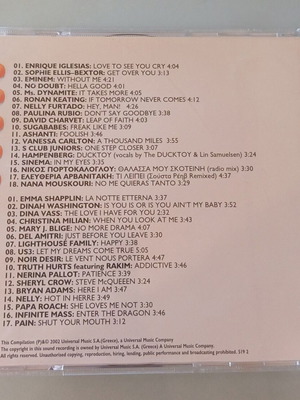 01. ENRIQUE IGLESIAS: LOVE TO SEE YOU CRY 4:04
02. SOPHIE ELLIS-BEXTOR: GET OVER YOU 3:13
03. EMINEM: WITHOUT ME 4:21
04. NO DOUBT: HELLA GOOD 4:01
05. Ms. DYNAMITE: IT TAKES MORE 4:05
06. RONAN KEATING: IF TOMORROW NEVER COMES 4:12
07. NELLY FURTADO: HEY, MAN! 4:20
08. PAULINA RUBIO: DON'T SAY GOODBYE 3:38
09. DAVID CHARVET: LEAP OF FAITH 4:03
10. SUGABABES: FREAK LIKE ME 3:09
11. ASHANTI: FOOLISH 3:46
12. VANESSA CARLTON: A THOUSAND MILES 3:55
13. S CLUB JUNIORS: ONE STEP CLOSER 3:07
14. HAMPENBERG: DUCKTOY (vocals by The DUCKTOY & Lin Samuelsen) 3:24
15. SINEMA: IN MY EYES 3:35
16. ΝΙΚΟΣ ΠΟΡΤΟΚΑΛΟΓΛΟΥ: ΘΑΛΑΣΣΑ ΜΟΥ ΣΚΟΤΕΙΝΗ (radio mix) 3:30
17. ΕΛΕΥΘΕΡΙΑ ΑΡΒΑΝΙΤΑΚΗ: ΤΙ ΛΕΙΠΕΙ (Σούπα Ρπζι Remixed) 4:11
18. NANA MOUSKOURI: NO ME QUIERAS TANTO 3:29
01. EMMA SHAPPLIN: LA NOTTE ETTERNA 3:37
02. DINAH WASHINGTON: IS YOU IS OR IS YOU AIN'T MY BABY 3:52
03. DINA VASS: THE LOVE I HAVE FOR YOU 2:32
04. CHRISTINA MILIAN: WHEN YOU LOOK AT ME 3:43
05. MARY J. BLIGE: NO MORE DRAMA 4:07
06. DEL AMITRI: JUST BEFORE YOU LEAVE 3:20
07. LIGHTHOUSE FAMILY: HAPPY 3:38
08. US3: LET MY DREAMS COME TRUE 5:05
09. NOIR DESIR: LE VENT NOUS PORTERA 4:47
10. TRUTH HURTS featuring RAKIM: ADDICTIVE 3:46
11. NERINA PALLOT: PATIENCE 3:39
12. SHERYL CROW: STEVE McQUEEN 3:24
13. BRYAN ADAMS: HERE I AM 3:47
14. NELLY: HOT IN HERRE 3:49
15. PAPA ROACH: SHE LOVES ME NOT 3:30
16. INFINITE MASS: ENTER THE DRAGON 3:46
17. PAIN: SHUT YOUR MOUTH 3:12
This Compilation (P)&© 2002 Universal Music S.A.(Greece), a Universal Music Company
The copyright in this sound recording is owned by Universal Music S.A. (Greece) a Universal Music Company.
All rights reserved. Unauthorised copying, reproduction, hiring, lending, public performance and broadcasting prohibited.